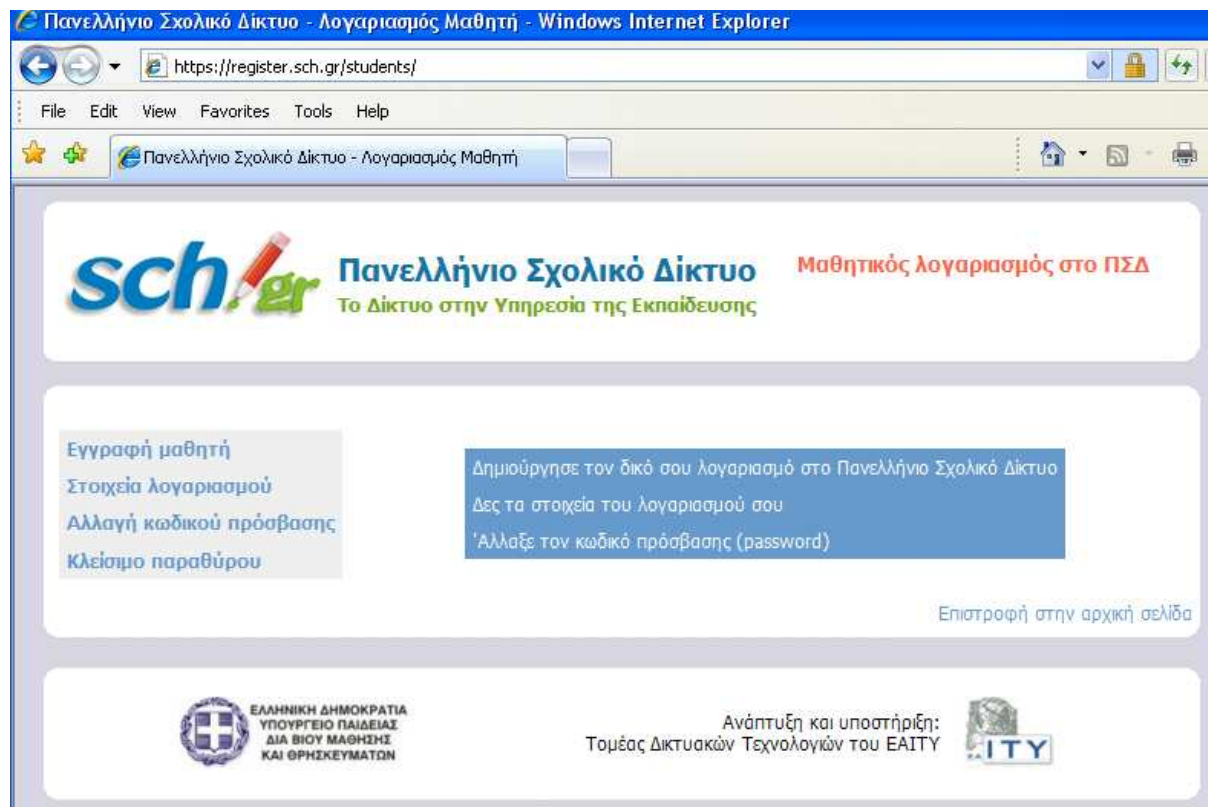 Πανελλήνιο Σχολικό Δίκτυο - Λογαριασμός Μαθητή - Windows Internet Explorer
https://register.sch.gr/students/
File Edit View Favorites Tools Help
Πανελλήνιο Σχολικό Δίκτυο - Λογαριασμός Μαθητή
sch.gr
Πανελλήνιο Σχολικό Δίκτυο
Το Δίκτυο στην Υπηρεσία της Εκπαίδευσης
Μαθητικός λογαριασμός στο ΠΣΔ
Εγγραφή μαθητή
Στοιχεία λογαριασμού
Αλλαγή κωδικού πρόσβασης
Κλείσιμο παραθύρου
Δημιούργησε τον δικό σου λογαριασμό στο Πανελλήνιο Σχολικό Δίκτυο
Δες τα στοιχεία του λογαριασμού σου
'Αλλαξε τον κωδικό πρόσβασης (password)
Επιστροφή στην αρχική σελίδα
ΕΛΛΗΝΙΚΗ ΔΗΜΟΚΡΑΤΙΑ
ΥΠΟΥΡΓΕΙΟ ΠΑΙΔΕΙΑΣ
ΔΙΑ ΒΙΟΥ ΜΑΘΗΣΗΣ
ΚΑΙ ΘΡΗΣΚΕΥΜΑΤΩΝ
Ανάπτυξη και υποστήριξη:
Τομέας Δικτυακών Τεχνολογιών του ΕΑΙΤΥ
ITY